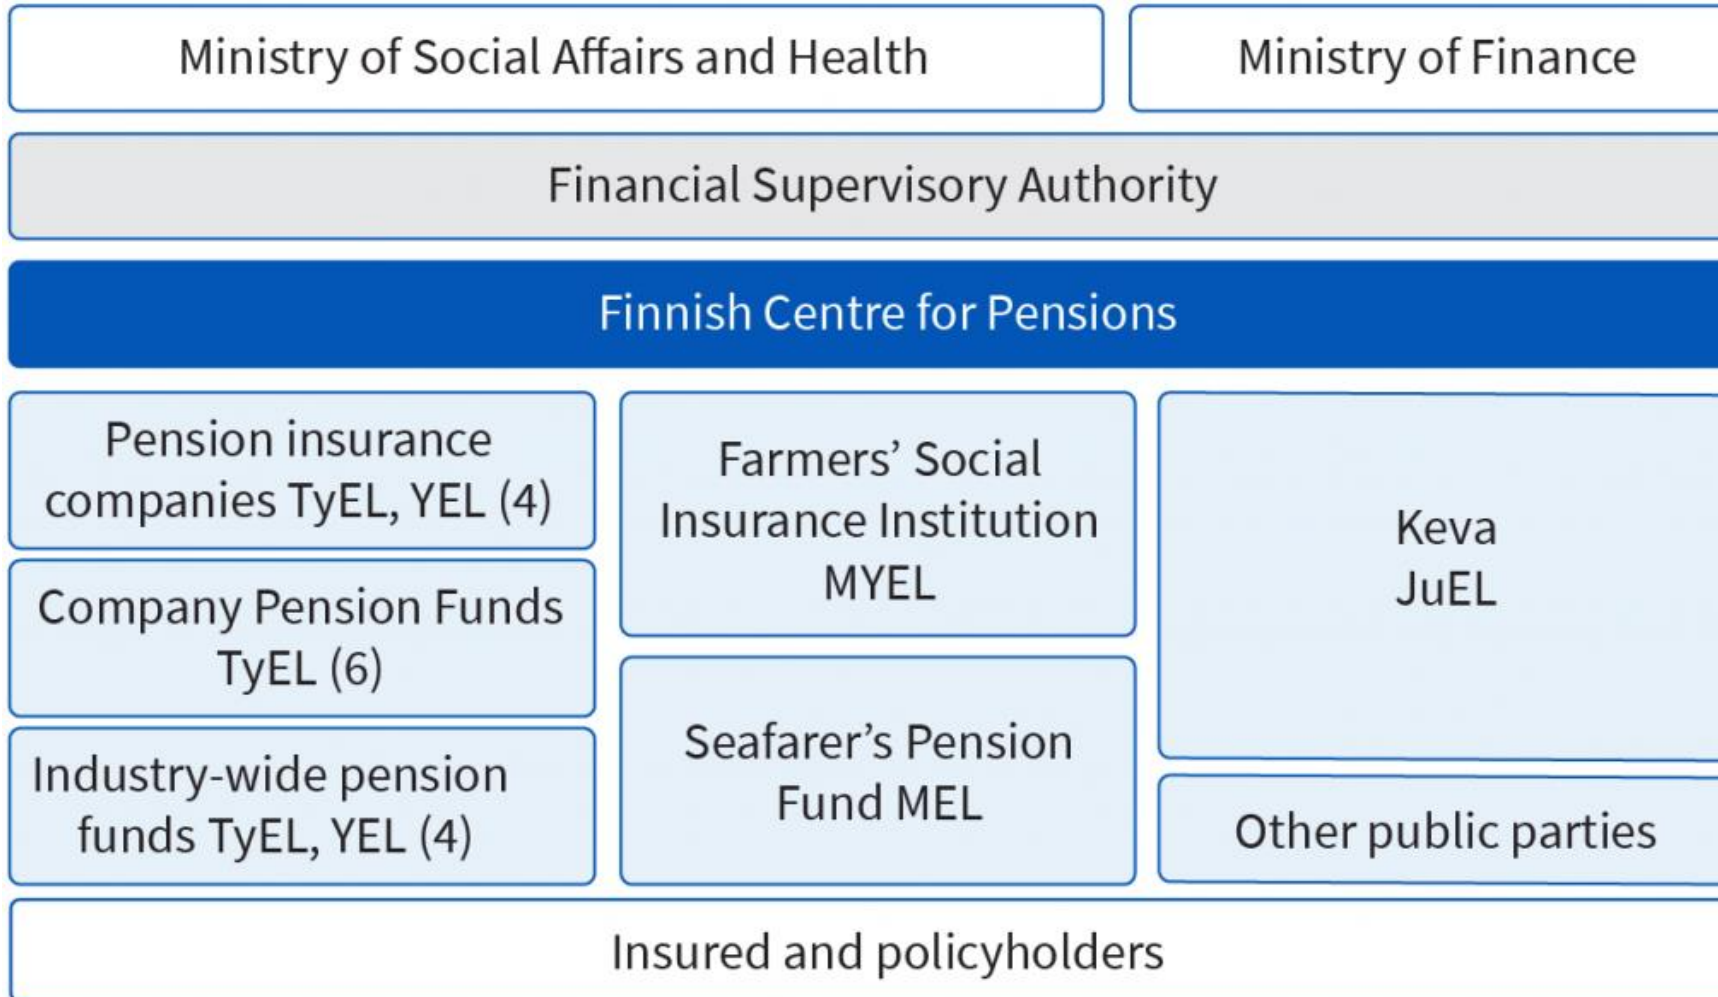 Ministry of Social Affairs and Health
Ministry of Finance
Financial Supervisory Authority
Finnish Centre for Pensions
Pension insurance
companies TyEL, YEL (4)
Company Pension Funds
TyEL (6)
Industry-wide pension
funds TyEL, YEL (4)
Farmers’ Social
Insurance Institution
MYEL
Seafarer’s Pension
Fund MEL
Keva
JuEL
Other public parties
Insured and policyholders